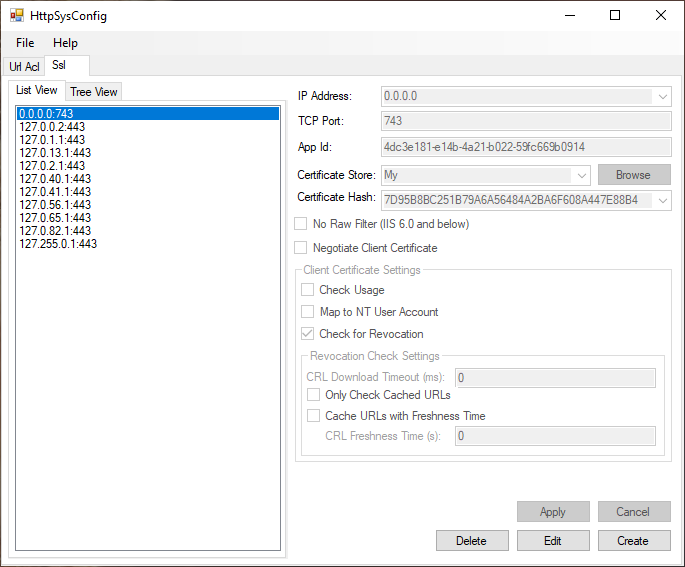 HttpSysConfig
File Help
Url Acl Ssl
List View Tree View
0.0.0.0:743
127.0.0.2:443
127.0.1.1:443
127.0.13.1:443
127.0.2.1:443
127.0.40.1:443
127.0.41.1:443
127.0.56.1:443
127.0.65.1:443
127.0.82.1:443
127.255.0.1:443
IP Address: 0.0.0.0
TCP Port: 743
App Id: 4dc3e181-e14b-4a21-b022-59fc669b0914
Certificate Store: My Browse
Certificate Hash: 7D95B8BC251B79A6A56484A2BA6F608A447E88B4
No Raw Filter (IIS 6.0 and below)
Negotiate Client Certificate
Client Certificate Settings
Check Usage
Map to NT User Account
Check for Revocation
Revocation Check Settings
CRL Download Timeout (ms): 0
Only Check Cached URLs
Cache URLs with Freshness Time
CRL Freshness Time (s): 0
Apply Cancel
Delete Edit Create